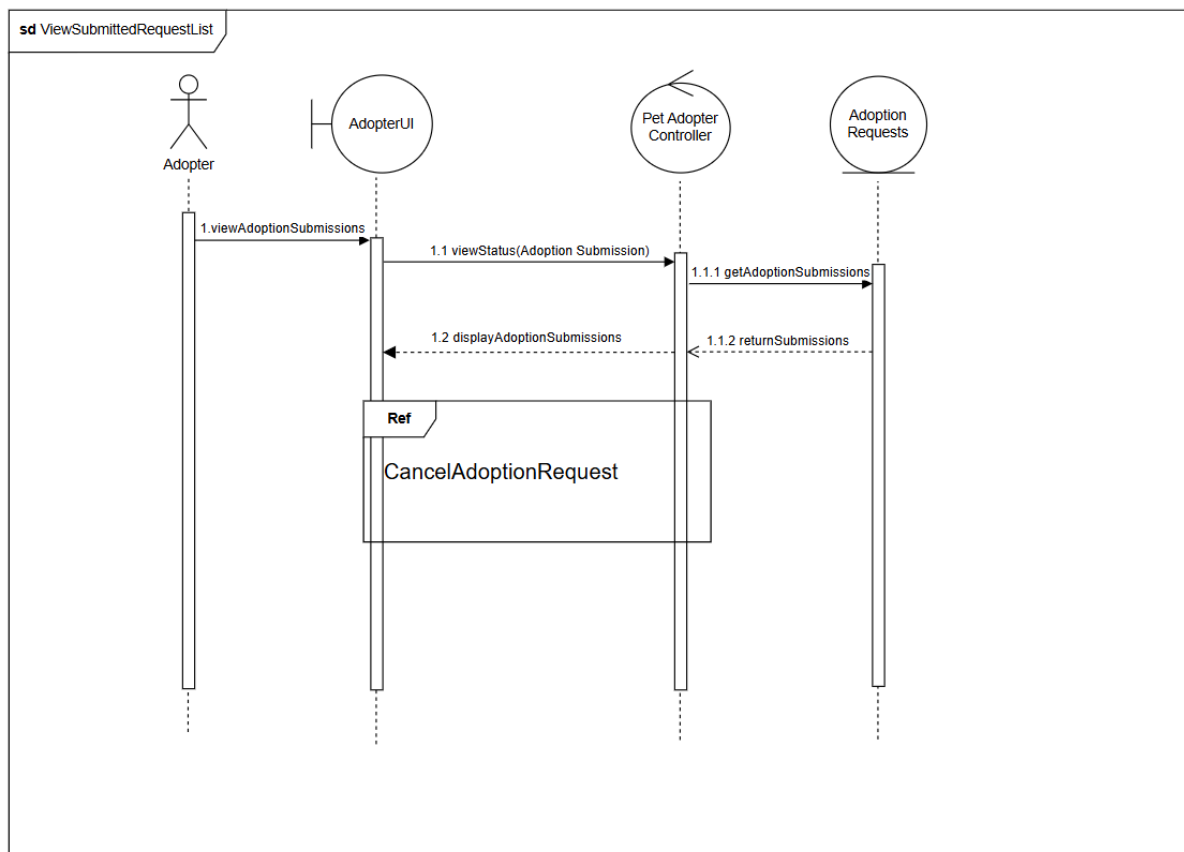 sd ViewSubmittedRequestList
Adopter
AdopterUI
Pet Adopter
Controller
Adoption
Requests
1.viewAdoptionSubmissions
1.1 viewStatus(Adoption Submission)
1.1.1 getAdoptionSubmissions
1.2 displayAdoptionSubmissions
1.1.2 returnSubmissions
Ref
CancelAdoptionRequest